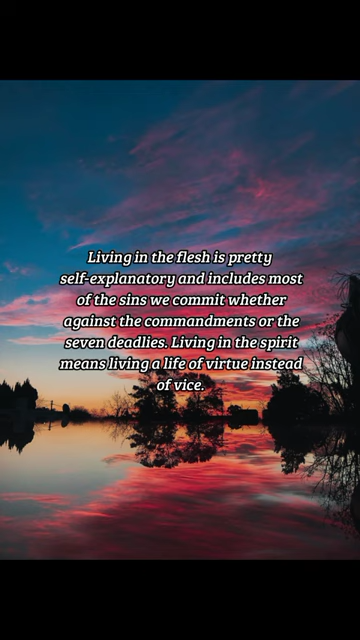 Living in the flesh is pretty
self-explanatory and includes most
of the sins we commit whether
against the commandments or the
seven deadlies. Living in the spirit
means living a life of virtue instead
of vice.